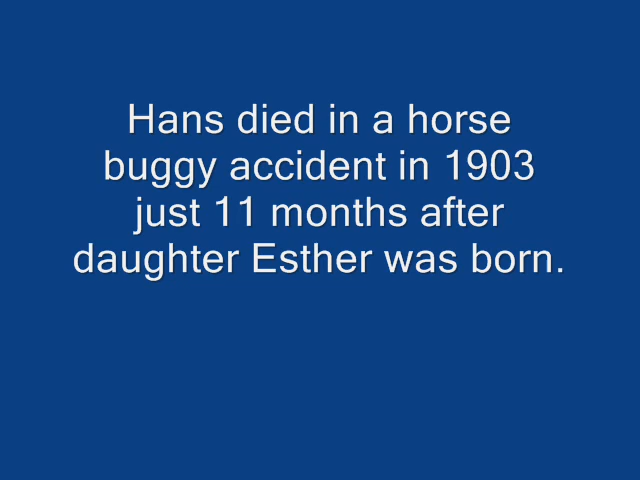 Hans died in a horse
buggy accident in 1903
just 11 months after
daughter Esther was born.